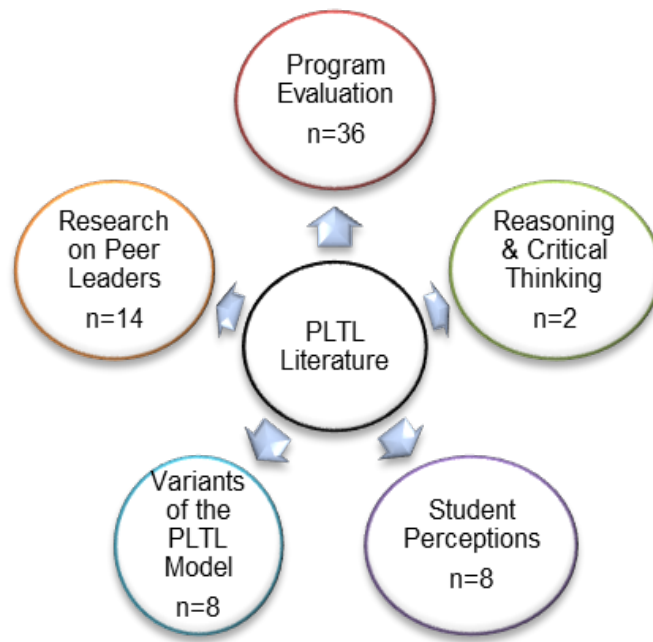 Program
Evaluation
n=36
Research
on Peer
Leaders
n=14
Reasoning
& Critical
Thinking
n=2
PLTL
Literature
Variants
of the
PLTL
Model
n=8
Student
Perceptions
n=8